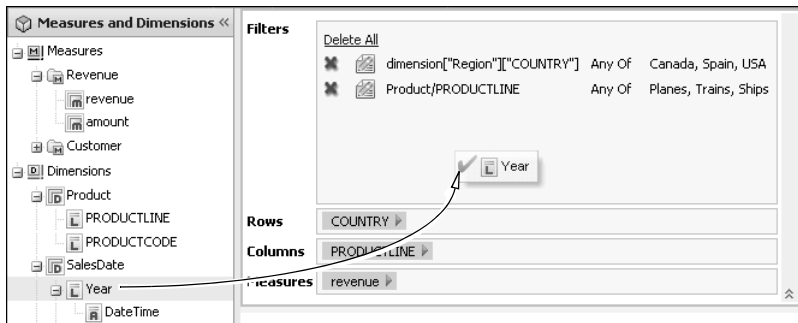 Measures and Dimensions «
Measures
Revenue
revenue
amount
Customer
Dimensions
Product
PRODUCTLINE
PRODUCTCODE
SalesDate
Year
DateTime
Filters
Delete All
dimension["Region"]["COUNTRY"] Any Of Canada, Spain, USA
Product/PRODUCTLINE Any Of Planes, Trains, Ships
Year
Rows COUNTRY
Columns PRODUCTLINE
Measures revenue